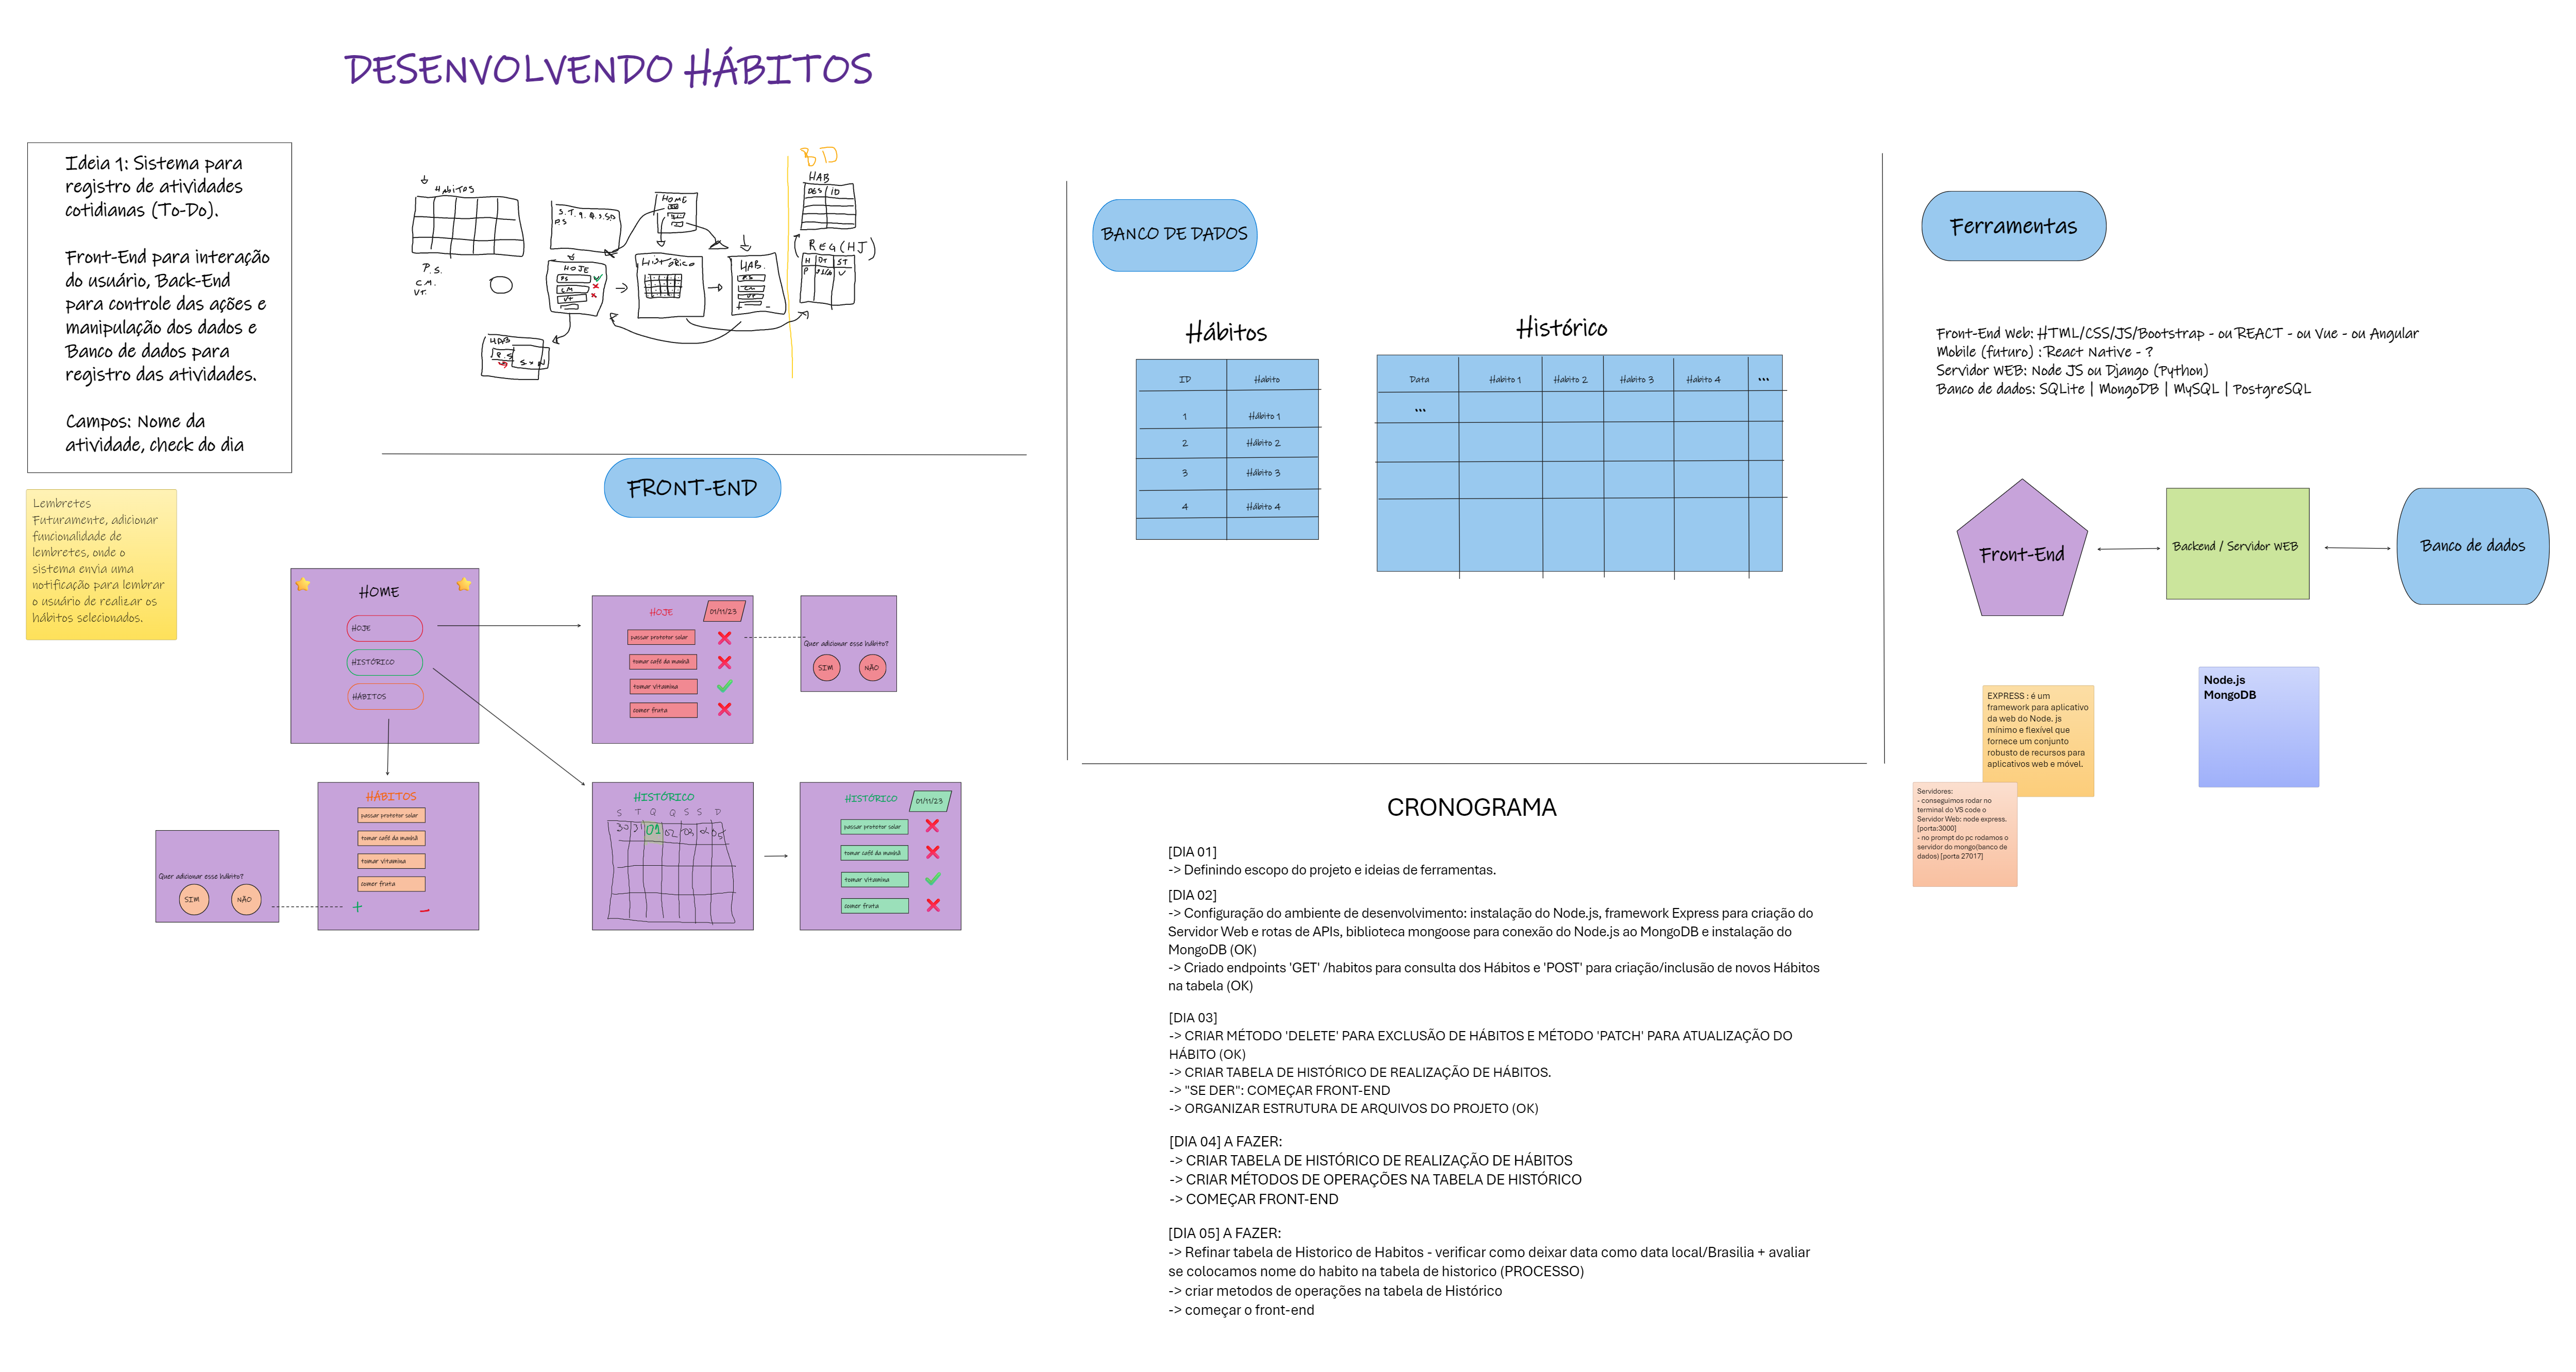 DESENVOLVENDO HÁBITOS
Ideia 1: Sistema para
registro de atividades
cotidianas (To-Do).
Front-End para interação
do usuário, Back-End
para controle das ações e
manipulação dos dados e
Banco de dados para
registro das atividades.
Campos: Nome da
atividade, check do dia
Lembretes
Futuramente, adicionar
funcionalidade de
lembretes, onde o
sistema envia uma
notificação para lembrar
o usuário de realizar os
hábitos selecionados.
HABITOS
P.S.
C.M.
VT.
S. T. Q. Q. S. S D
P.S
HOME
HOJE
PS
CM
VT
HISTÓRICO
HAB.
P.S
CM
VT
HAB
P.S
S N
BD
HAB
DES ID
REG (HJ)
H DT ST
P
FRONT-END
HOME
HOJE
HISTÓRICO
HÁBITOS
HOJE
01/11/23
passar prototor solar
tomar café da manhã
tomar vitamina
comer fruta
Quer adicionar esse hábito?
SIM
NÃO
HÁBITOS
passar prototor solar
tomar café da manhã
tomar vitamina
comer fruta
+
-
Quer adicionar esse hábito?
SIM
NÃO
HISTÓRICO
S T Q Q S S D
30 31 01 02 03 04 05
HISTÓRICO
01/11/23
passar prototor solar
tomar café da manhã
tomar vitamina
comer fruta
BANCO DE DADOS
Hábitos
ID Habito
1 Hábito 1
2 Hábito 2
3 Hábito 3
4 Hábito 4
Histórico
Data Habito 1 Habito 2 Habito 3 Habito 4 ...
...
CRONOGRAMA
[DIA 01]
-> Definindo escopo do projeto e ideias de ferramentas.
[DIA 02]
-> Configuração do ambiente de desenvolvimento: instalação do Node.js, framework Express para criação do
Servidor Web e rotas de APIs, biblioteca mongoose para conexão do Node.js ao MongoDB e instalação do
MongoDB (OK)
-> Criado endpoints 'GET' /habitos para consulta dos Hábitos e 'POST' para criação/inclusão de novos Hábitos
na tabela (OK)
[DIA 03]
-> CRIAR MÉTODO 'DELETE' PARA EXCLUSÃO DE HÁBITOS E MÉTODO 'PATCH' PARA ATUALIZAÇÃO DO
HÁBITO (OK)
-> CRIAR TABELA DE HISTÓRICO DE REALIZAÇÃO DE HÁBITOS.
-> "SE DER": COMEÇAR FRONT-END
-> ORGANIZAR ESTRUTURA DE ARQUIVOS DO PROJETO (OK)
[DIA 04] A FAZER:
-> CRIAR TABELA DE HISTÓRICO DE REALIZAÇÃO DE HÁBITOS
-> CRIAR MÉTODOS DE OPERAÇÕES NA TABELA DE HISTÓRICO
-> COMEÇAR FRONT-END
[DIA 05] A FAZER:
-> Refinar tabela de Historico de Habitos - verificar como deixar data como data local/Brasilia + avaliar
se colocamos nome do habito na tabela de historico (PROCESSO)
-> criar metodos de operações na tabela de Histórico
-> começar o front-end
Ferramentas
Front-End Web: HTML/CSS/JS/Bootstrap - ou REACT - ou Vue - ou Angular
Mobile (futuro) : React Native - ?
Servidor WEB: Node JS ou Django (Python)
Banco de dados: SQLite | MongoDB | MySQL | PostgreSQL
Front-End
Backend / Servidor WEB
Banco de dados
EXPRESS : é um
framework para aplicativo
da web do Node. js
mínimo e flexível que
fornece um conjunto
robusto de recursos para
aplicativos web e móvel.
Node.js
MongoDB
Servidores:
- conseguimos rodar no
terminal do VS code o
Servidor Web: node express.
[porta:3000]
- no prompt do pc rodamos o
servidor do mongo(banco de
dados) [porta 27017]